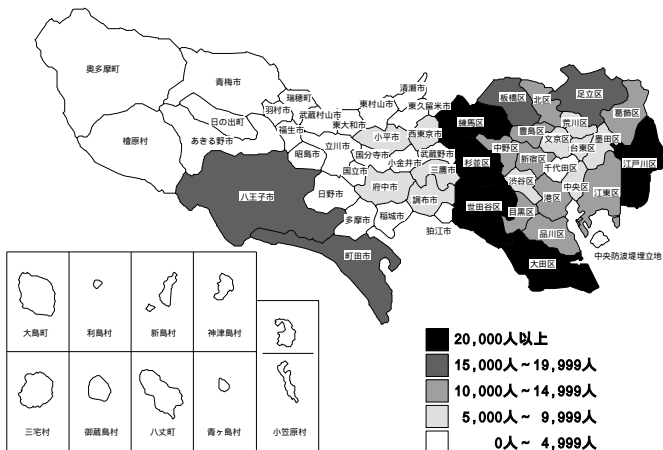 奥多摩町
青梅市
瑞穂町
羽村市
日の出町
福生市
武蔵村山市
東大和市
東村山市
清瀬市
東久留米市
檜原村
あきる野市
昭島市
立川市
小平市
西東京市
国分寺市
国立市
小金井市
武蔵野市
三鷹市
八王子市
日野市
府中市
調布市
多摩市
稲城市
狛江市
町田市
板橋区
北区
足立区
葛飾区
練馬区
豊島区
荒川区
文京区
台東区
墨田区
杉並区
中野区
新宿区
千代田区
江戸川区
渋谷区
中央区
江東区
世田谷区
目黒区
港区
品川区
大田区
中央防波堤埋立地
大島町
利島村
新島村
神津島村
三宅村
御蔵島村
八丈町
青ヶ島村
小笠原村
20,000人以上
15,000人~19,999人
10,000人~14,999人
5,000人~ 9,999人
0人~ 4,999人